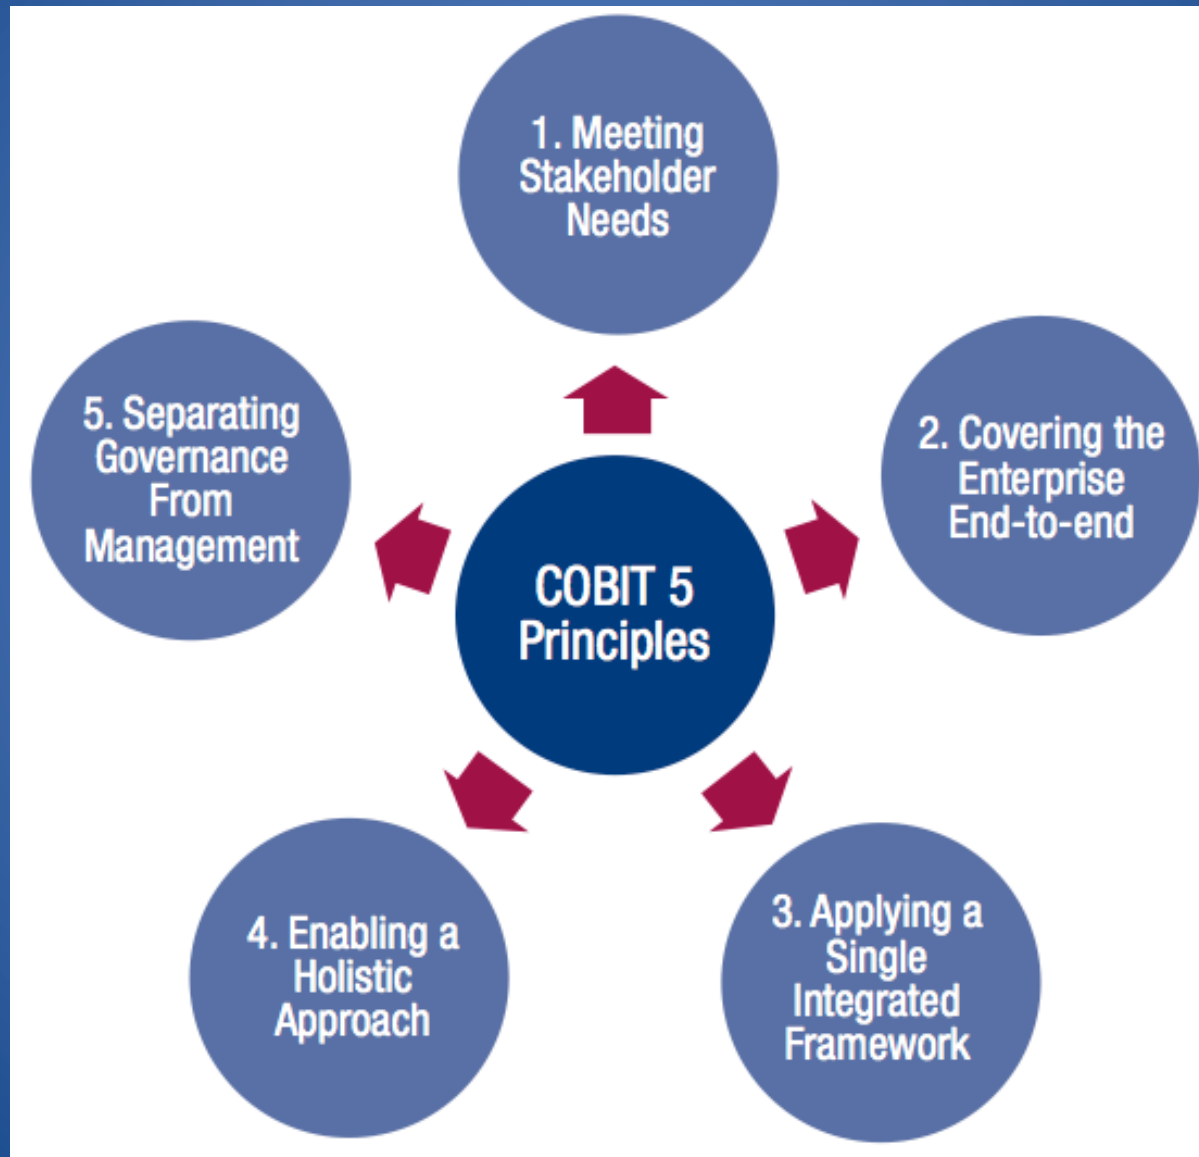 1. Meeting
Stakeholder
Needs
2. Covering the
Enterprise
End-to-end
3. Applying a
Single
Integrated
Framework
4. Enabling a
Holistic
Approach
5. Separating
Governance
From
Management
COBIT 5
Principles